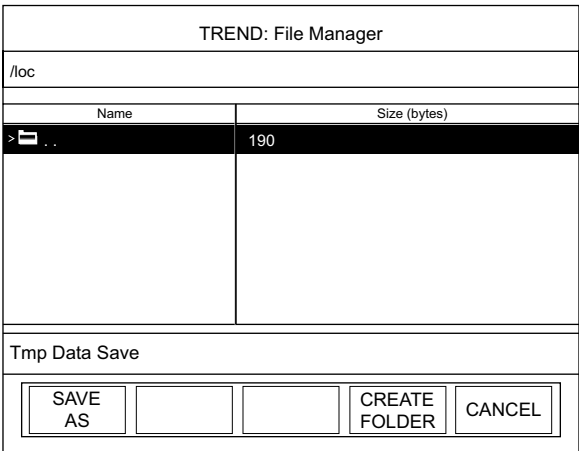 TREND: File Manager
/loc
Name Size (bytes)
> . . 190
Tmp Data Save
SAVE AS CREATE FOLDER CANCEL